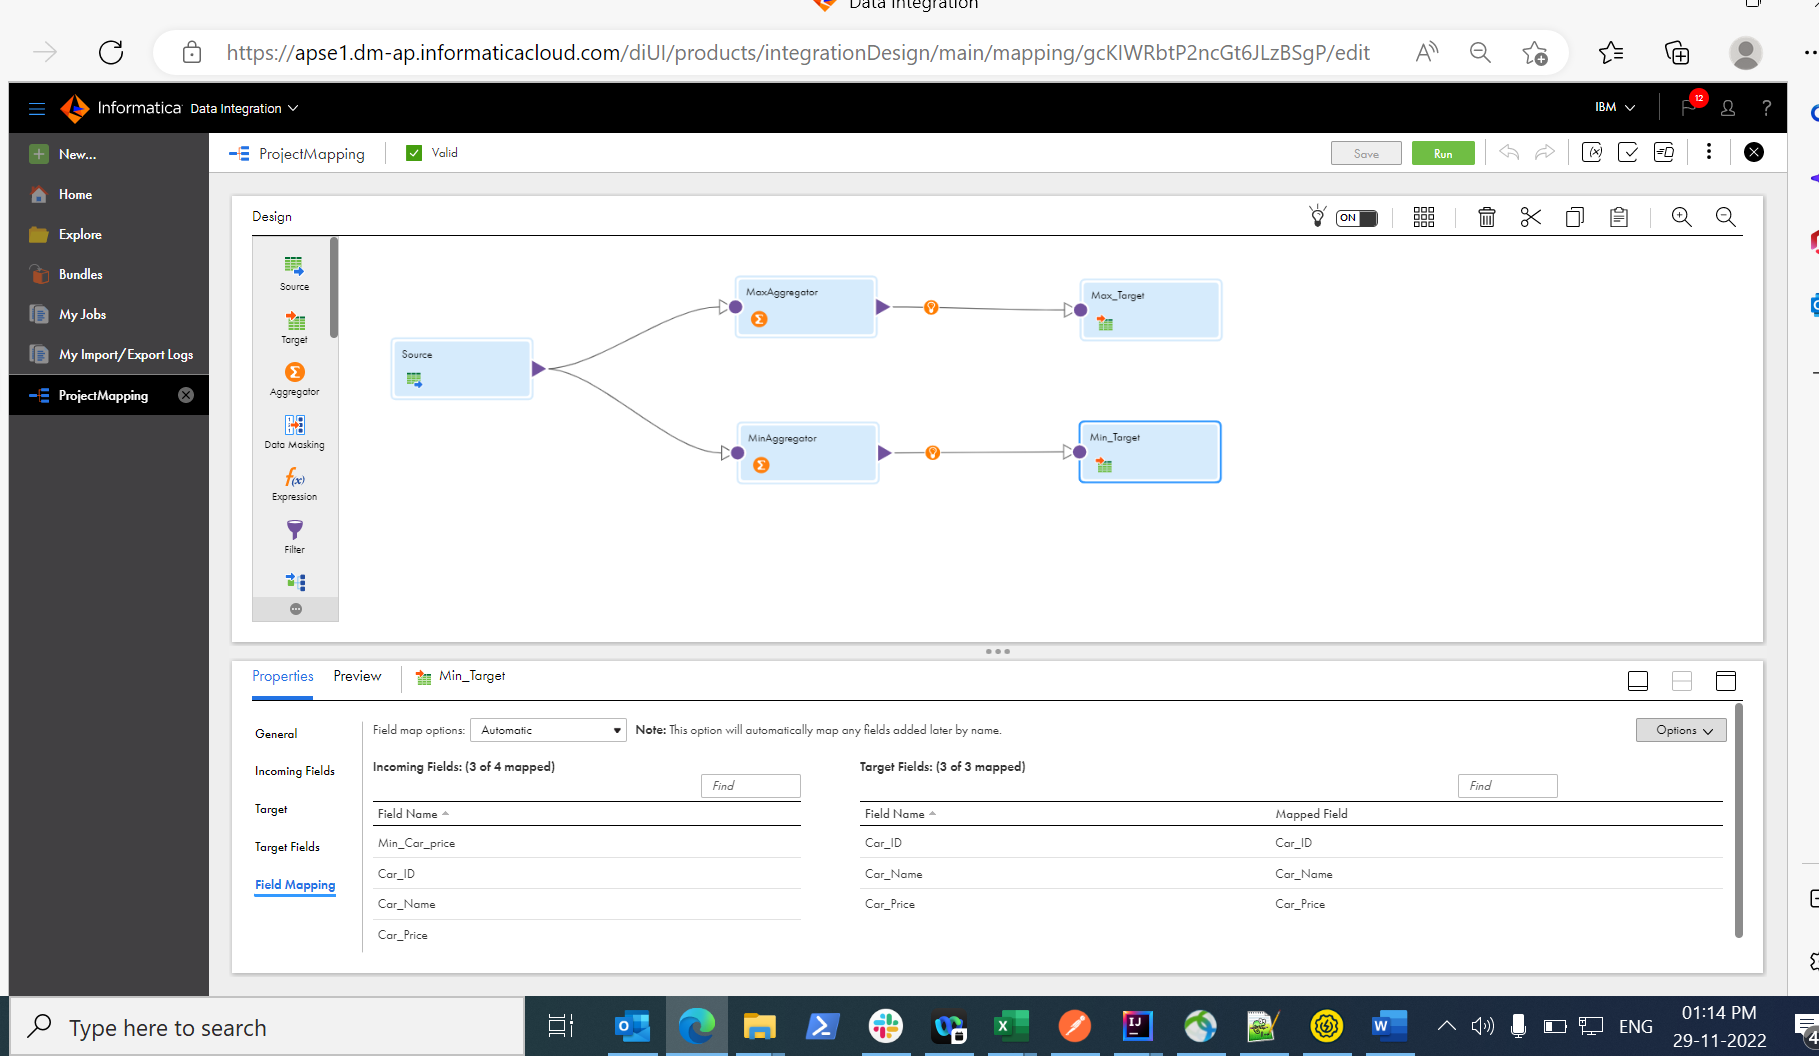 Data Integration
https://apse1.dm-ap.informaticacloud.com/diUI/products/integrationDesign/main/mapping/gcKIWRbtP2ncGt6JLzBSgP/edit
Informatica Data Integration
IBM
12
?
New...
Home
Explore
Bundles
My Jobs
My Import/Export Logs
ProjectMapping
ProjectMapping
Valid
Save
Run
Design
ON
Source
Target
Aggregator
Data Masking
Expression
Filter
Source
MaxAggregator
Max_Target
MinAggregator
Min_Target
Properties
Preview
Min_Target
General
Incoming Fields
Target
Target Fields
Field Mapping
Field map options: Automatic Note: This option will automatically map any fields added later by name.
Options
Incoming Fields: (3 of 4 mapped)
Find
Field Name
Min_Car_price
Car_ID
Car_Name
Car_Price
Target Fields: (3 of 3 mapped)
Find
Field Name Mapped Field
Car_ID Car_ID
Car_Name Car_Name
Car_Price Car_Price
Type here to search
ENG
01:14 PM
29-11-2022